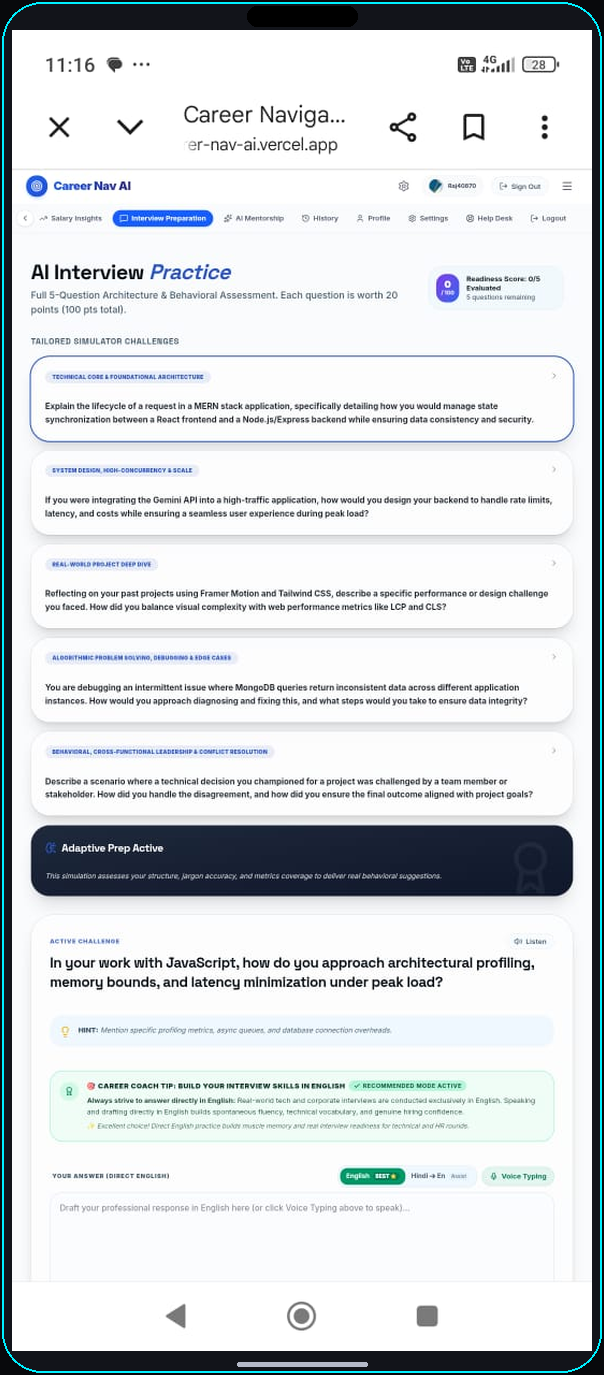 11:16 ••• Vo LTE 4G 28
Career Naviga...
er-nav-ai.vercel.app
Career Nav AI Raj40870 Sign Out
Salary Insights Interview Preparation AI Mentorship History Profile Settings Help Desk Logout
AI Interview Practice
Full 5-Question Architecture & Behavioral Assessment. Each question is worth 20
points (100 pts total).
0
/ 100
Readiness Score: 0/5
Evaluated
5 questions remaining
TAILORED SIMULATOR CHALLENGES
TECHNICAL CORE & FOUNDATIONAL ARCHITECTURE
Explain the lifecycle of a request in a MERN stack application, specifically detailing how you would manage state
synchronization between a React frontend and a Node.js/Express backend while ensuring data consistency and security.
SYSTEM DESIGN, HIGH-CONCURRENCY & SCALE
If you were integrating the Gemini API into a high-traffic application, how would you design your backend to handle rate limits,
latency, and costs while ensuring a seamless user experience during peak load?
REAL-WORLD PROJECT DEEP DIVE
Reflecting on your past projects using Framer Motion and Tailwind CSS, describe a specific performance or design challenge
you faced. How did you balance visual complexity with web performance metrics like LCP and CLS?
ALGORITHMIC PROBLEM SOLVING, DEBUGGING & EDGE CASES
You are debugging an intermittent issue where MongoDB queries return inconsistent data across different application
instances. How would you approach diagnosing and fixing this, and what steps would you take to ensure data integrity?
BEHAVIORAL, CROSS-FUNCTIONAL LEADERSHIP & CONFLICT RESOLUTION
Describe a scenario where a technical decision you championed for a project was challenged by a team member or
stakeholder. How did you handle the disagreement, and how did you ensure the final outcome aligned with project goals?
Adaptive Prep Active
This simulation assesses your structure, jargon accuracy, and metrics coverage to deliver real behavioral suggestions.
ACTIVE CHALLENGE Listen
In your work with JavaScript, how do you approach architectural profiling,
memory bounds, and latency minimization under peak load?
HINT: Mention specific profiling metrics, async queues, and database connection overheads.
🎯 CAREER COACH TIP: BUILD YOUR INTERVIEW SKILLS IN ENGLISH ✓ RECOMMENDED MODE ACTIVE
Always strive to answer directly in English: Real-world tech and corporate interviews are conducted exclusively in English. Speaking
and drafting directly in English builds spontaneous fluency, technical vocabulary, and genuine hiring confidence.
✨ Excellent choice! Direct English practice builds muscle memory and real interview readiness for technical and HR rounds.
YOUR ANSWER (DIRECT ENGLISH) English BEST ⭐ Hindi → En Assist Voice Typing
Draft your professional response in English here (or click Voice Typing above to speak)...